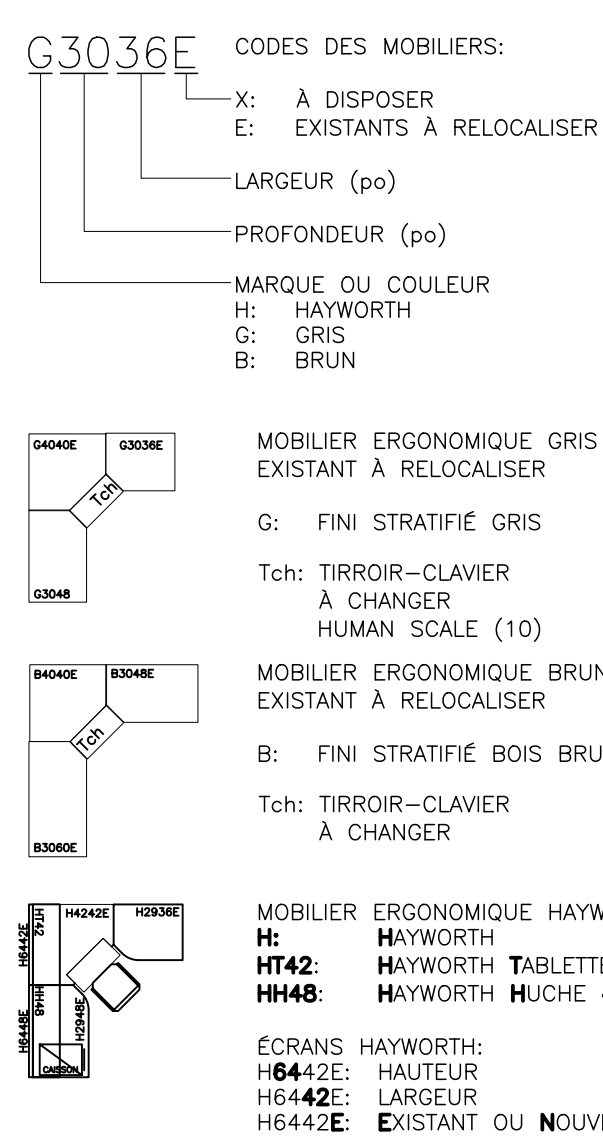 G3036E CODES DES MOBILIERS:
X: À DISPOSER
E: EXISTANTS À RELOCALISER
LARGEUR (po)
PROFONDEUR (po)
MARQUE OU COULEUR
H: HAYWORTH
G: GRIS
B: BRUN
G4040E G3036E
Tch
G3048
MOBILIER ERGONOMIQUE GRIS
EXISTANT À RELOCALISER
G: FINI STRATIFIÉ GRIS
Tch: TIRROIR-CLAVIER
À CHANGER
HUMAN SCALE (10)
B4040E B3048E
Tch
B3060E
MOBILIER ERGONOMIQUE BRUN
EXISTANT À RELOCALISER
B: FINI STRATIFIÉ BOIS BRU
Tch: TIRROIR-CLAVIER
À CHANGER
HT42 H4242E H2936E
H6442E
HH48
H6448E
H2948E
CAISSON
MOBILIER ERGONOMIQUE HAYW
H: HAYWORTH
HT42: HAYWORTH TABLETTE
HH48: HAYWORTH HUCHE
ÉCRANS HAYWORTH:
H6442E: HAUTEUR
H6442E: LARGEUR
H6442E: EXISTANT OU NOUV